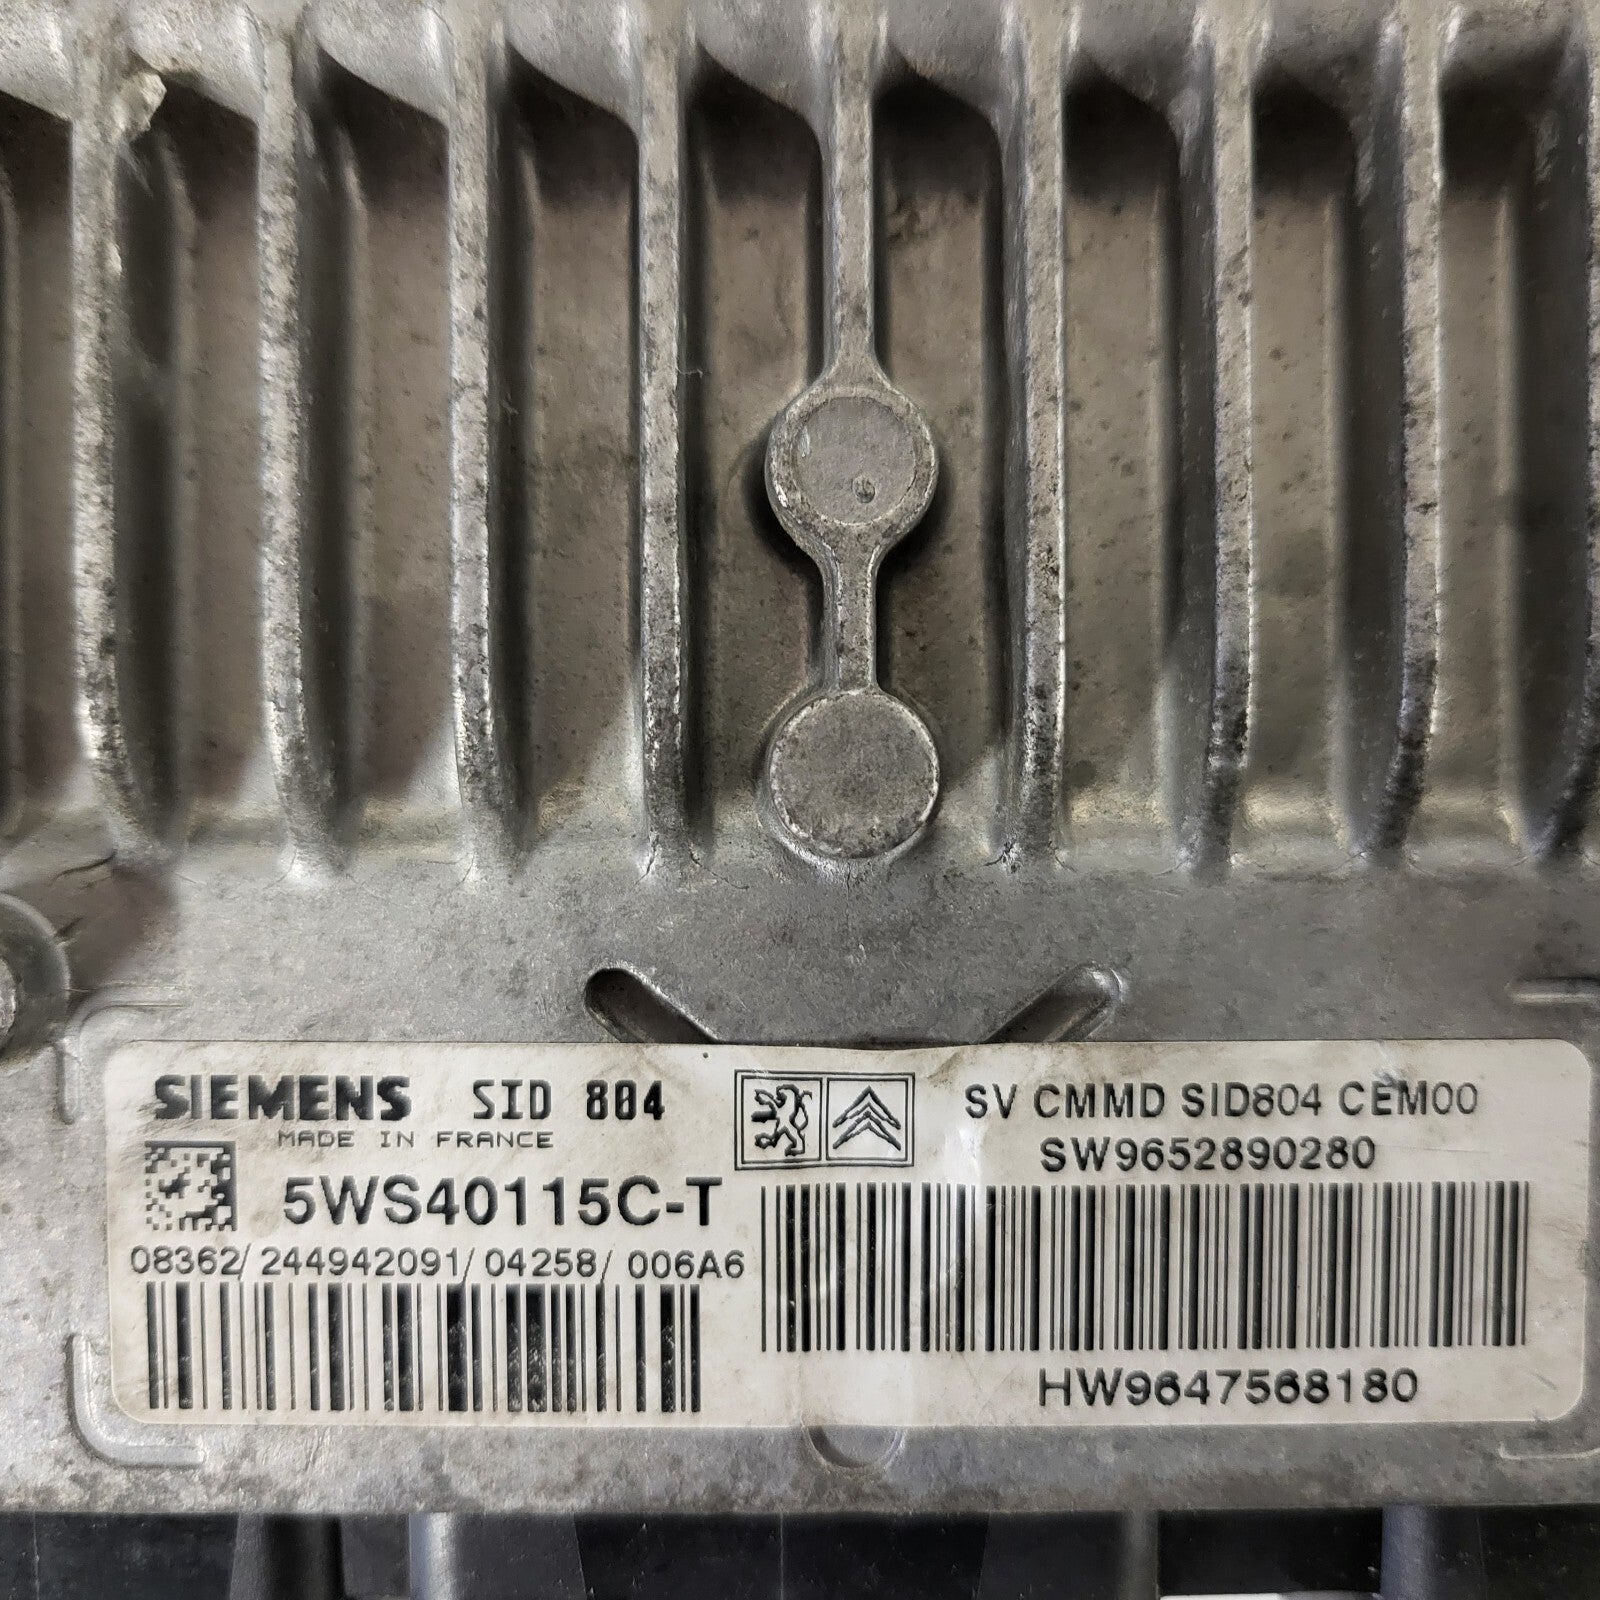 SIEMENS SID 804
MADE IN FRANCE
5WS40115C-T
08362/244942091/04258/006A6
SV CMMD SID804 CEM00
SW9652890280
HW9647568180